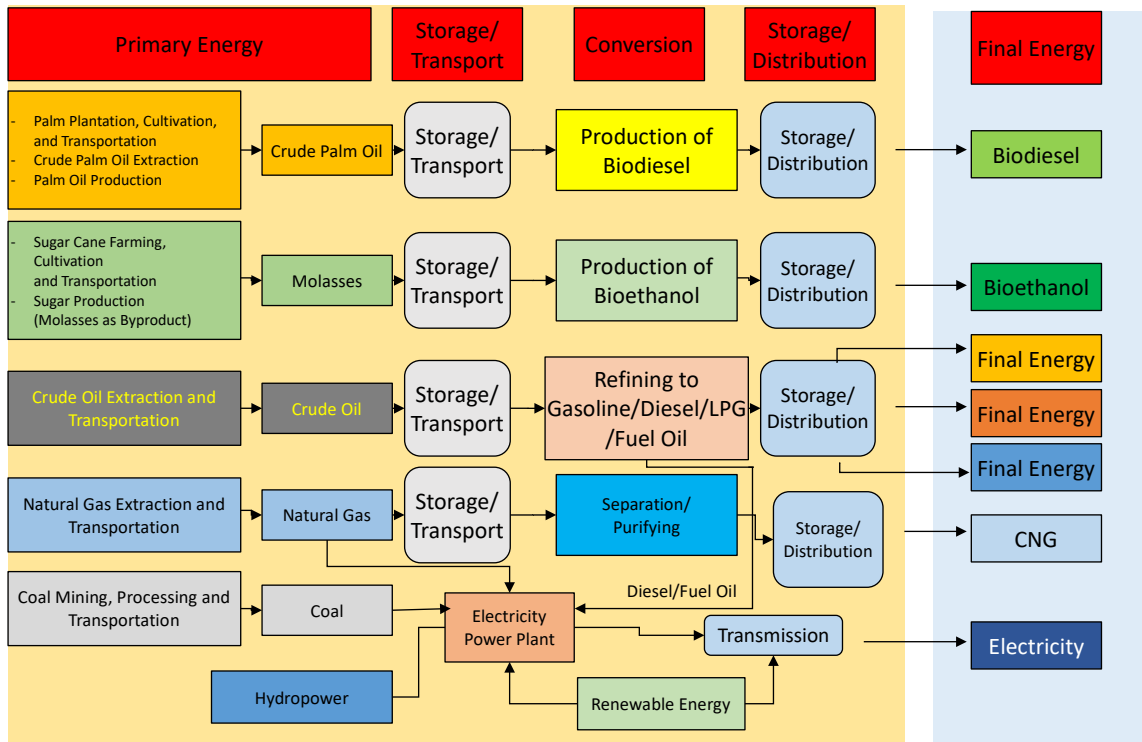 Primary Energy
Storage/
Transport
Conversion
Storage/
Distribution
Final Energy
- Palm Plantation, Cultivation,
and Transportation
- Crude Palm Oil Extraction
- Palm Oil Production
Crude Palm Oil
Storage/
Transport
Production of
Biodiesel
Storage/
Distribution
Biodiesel
- Sugar Cane Farming,
Cultivation
and Transportation
- Sugar Production
(Molasses as Byproduct)
Molasses
Storage/
Transport
Production of
Bioethanol
Storage/
Distribution
Bioethanol
Crude Oil Extraction and
Transportation
Crude Oil
Storage/
Transport
Refining to
Gasoline/Diesel/LPG
/Fuel Oil
Storage/
Distribution
Final Energy
Final Energy
Final Energy
Natural Gas Extraction and
Transportation
Natural Gas
Storage/
Transport
Separation/
Purifying
Storage/
Distribution
CNG
Coal Mining, Processing and
Transportation
Coal
Electricity
Power Plant
Diesel/Fuel Oil
Transmission
Electricity
Hydropower
Renewable Energy